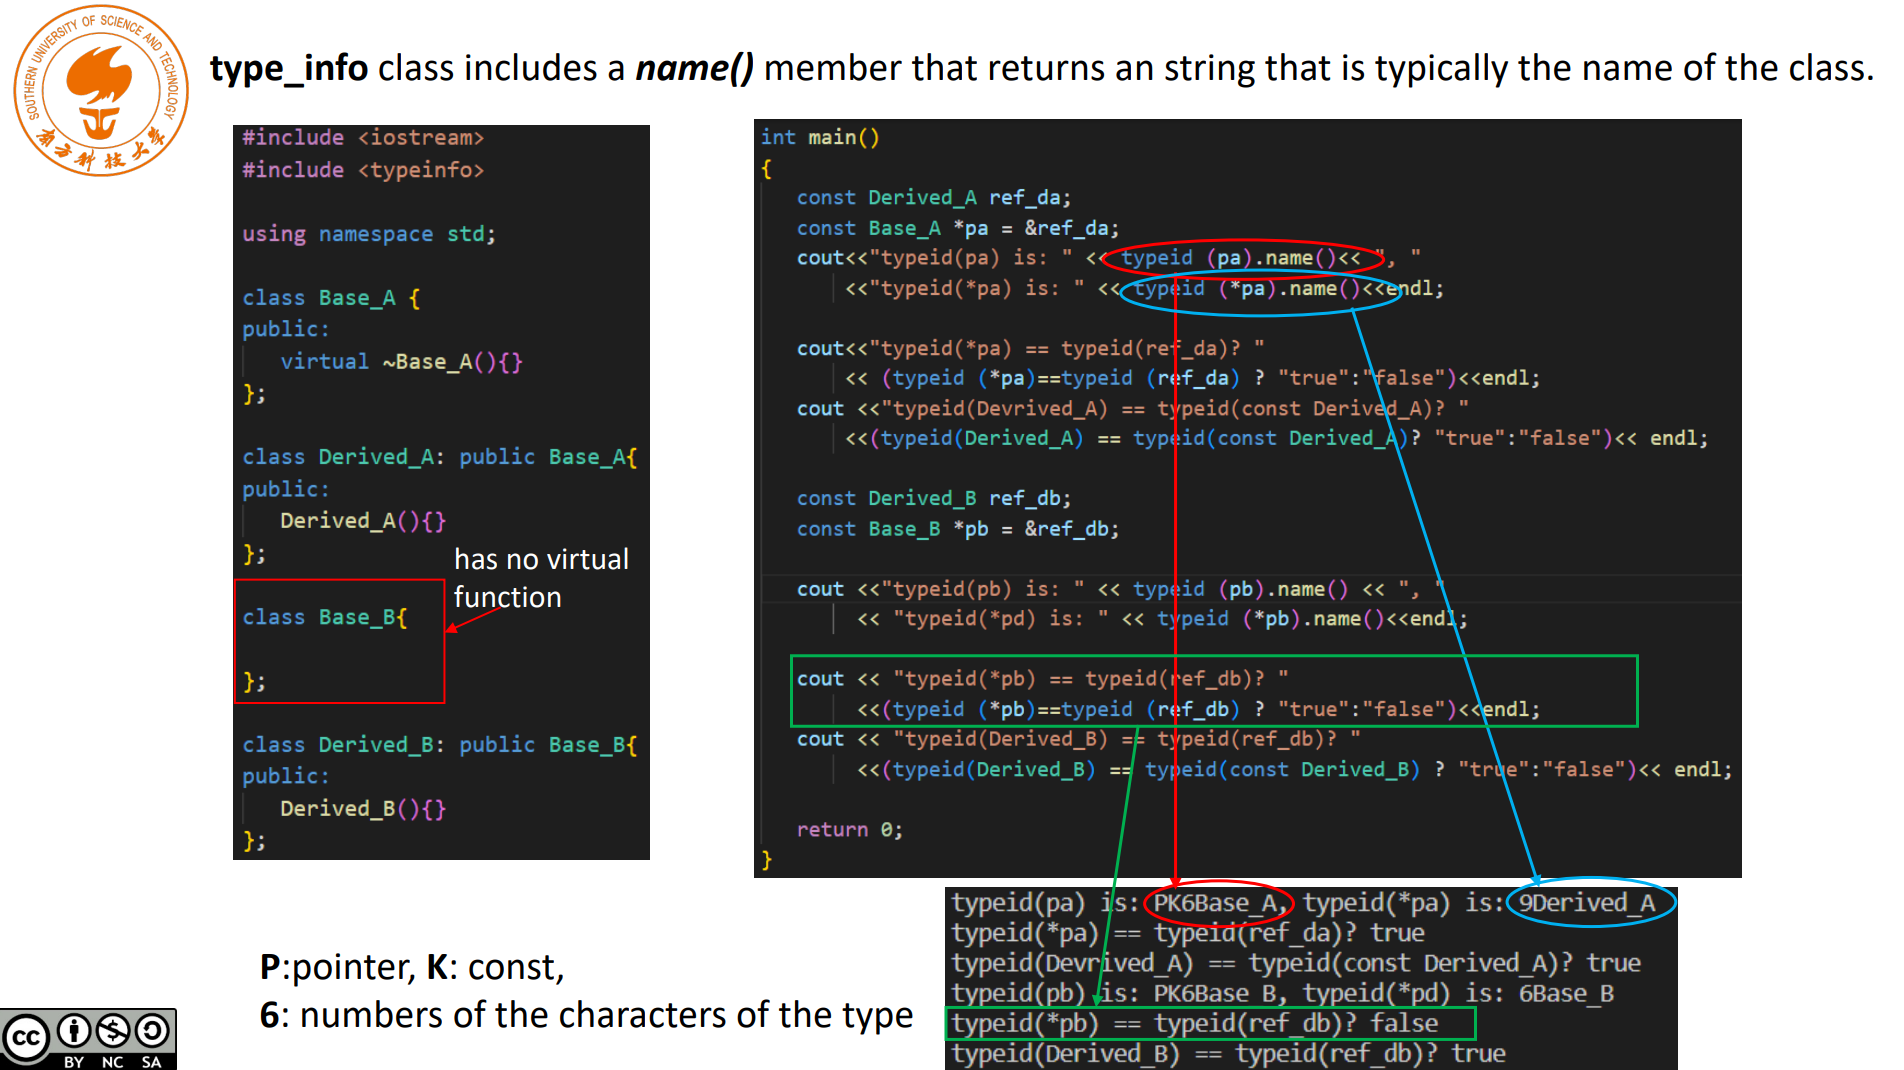 SOUTHERN UNIVERSITY OF SCIENCE AND TECHNOLOGY
南方科技大学
type_info class includes a name() member that returns an string that is typically the name of the class.
#include <iostream>
#include <typeinfo>
using namespace std;
class Base_A {
public:
virtual ~Base_A(){}
};
class Derived_A: public Base_A{
public:
Derived_A(){}
};
has no virtual
function
class Base_B{
};
class Derived_B: public Base_B{
public:
Derived_B(){}
};
int main()
{
const Derived_A ref_da;
const Base_A *pa = &ref_da;
cout<<"typeid(pa) is: " << typeid (pa).name()<< ", "
<<"typeid(*pa) is: " << typeid (*pa).name()<<endl;
cout<<"typeid(*pa) == typeid(ref_da)? "
<< (typeid (*pa)==typeid (ref_da) ? "true":"false")<<endl;
cout <<"typeid(Devrived_A) == typeid(const Derived_A)? "
<<(typeid(Derived_A) == typeid(const Derived_A)? "true":"false")<< endl;
const Derived_B ref_db;
const Base_B *pb = &ref_db;
cout <<"typeid(pb) is: " << typeid (pb).name() << ", "
<< "typeid(*pd) is: " << typeid (*pb).name()<<endl;
cout << "typeid(*pb) == typeid(ref_db)? "
<<(typeid (*pb)==typeid (ref_db) ? "true":"false")<<endl;
cout << "typeid(Derived_B) == typeid(ref_db)? "
<<(typeid(Derived_B) == typeid(const Derived_B) ? "true":"false")<< endl;
return 0;
}
typeid(pa) is: PK6Base_A, typeid(*pa) is: 9Derived_A
typeid(*pa) == typeid(ref_da)? true
typeid(Devrived_A) == typeid(const Derived_A)? true
typeid(pb) is: PK6Base_B, typeid(*pd) is: 6Base_B
typeid(*pb) == typeid(ref_db)? false
typeid(Derived_B) == typeid(ref_db)? true
P:pointer, K: const,
6: numbers of the characters of the type
cc
BY NC SA